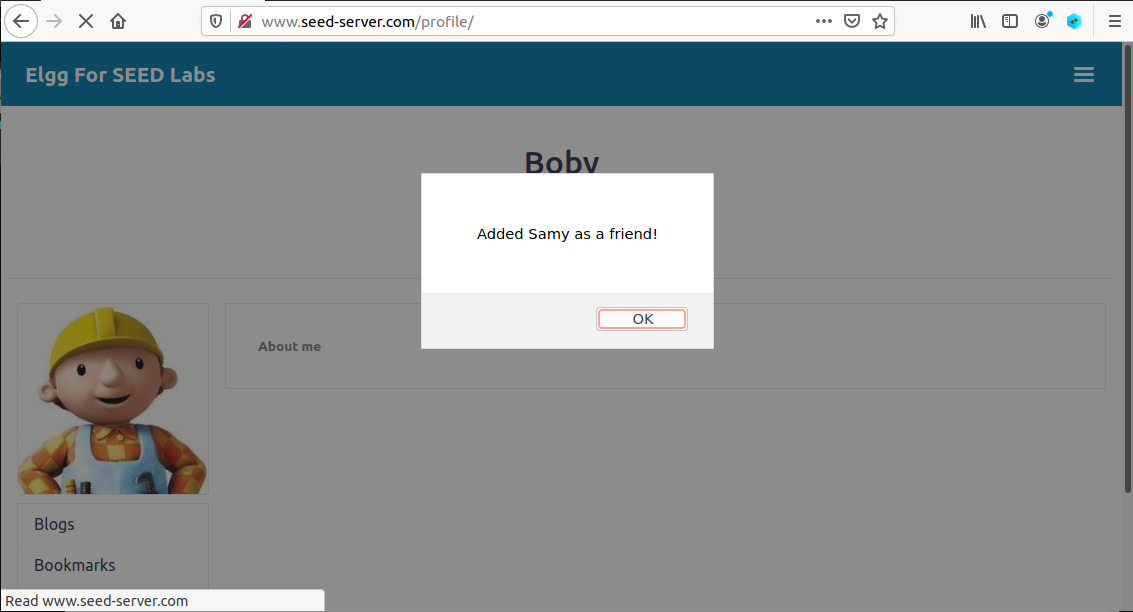 www.seed-server.com/profile/
Elgg For SEED Labs
Boby
Added Samy as a friend!
OK
About me
Blogs
Bookmarks
Read www.seed-server.com